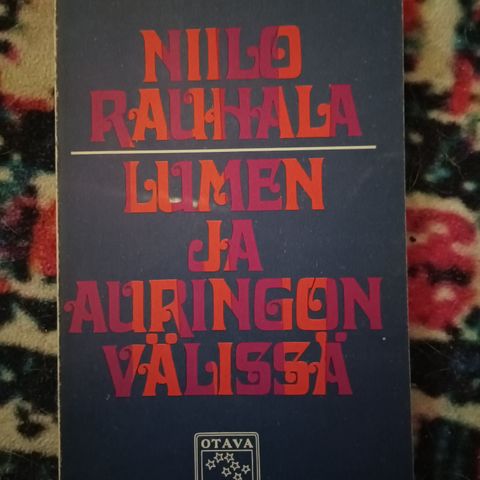 NIILO
RAUHALA
LUMEN
JA
AURINGON
VÄLISSÄ
OTAVA